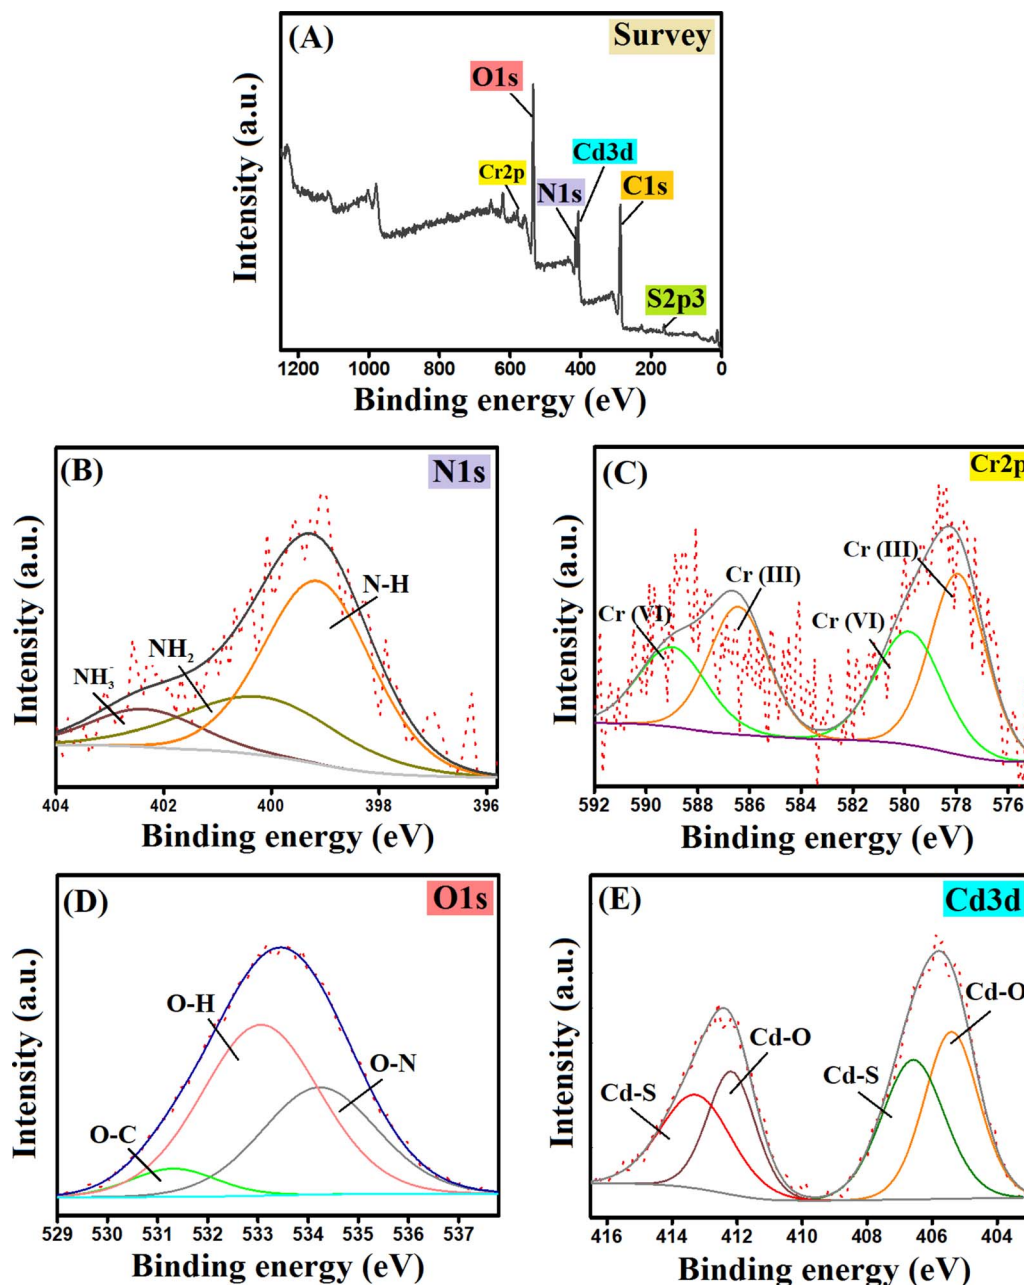 (A)
Survey
O1s
Cr2p
N1s
Cd3d
C1s
S2p3
Intensity (a.u.)
1200 1000 800 600 400 200 0
Binding energy (eV)
(B)
N1s
N-H
NH2
NH3-
Intensity (a.u.)
404 402 400 398 396
Binding energy (eV)
(C)
Cr2p
Cr (III)
Cr (III)
Cr (VI)
Cr (VI)
Intensity (a.u.)
592 590 588 586 584 582 580 578 576
Binding energy (eV)
(D)
O1s
O-H
O-N
O-C
Intensity (a.u.)
529 530 531 532 533 534 535 536 537
Binding energy (eV)
(E)
Cd3d
Cd-O
Cd-O
Cd-S
Cd-S
Intensity (a.u.)
416 414 412 410 408 406 404
Binding energy (eV)